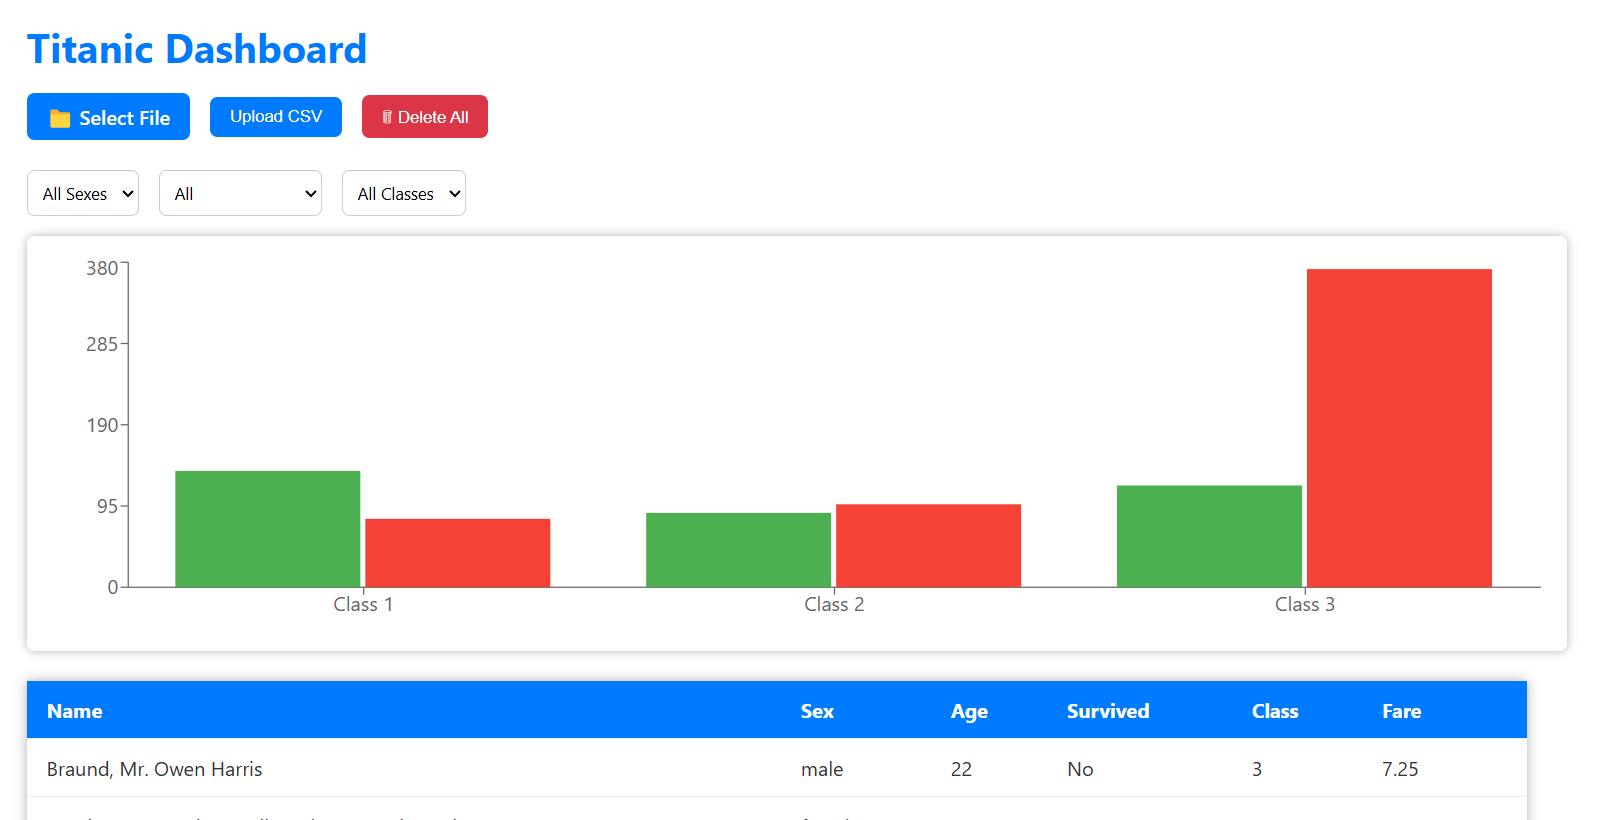 Titanic Dashboard
Select File
Upload CSV
Delete All
All Sexes
All
All Classes
380
285
190
95
0
Class 1
Class 2
Class 3
Name Sex Age Survived Class Fare
Braund, Mr. Owen Harris male 22 No 3 7.25